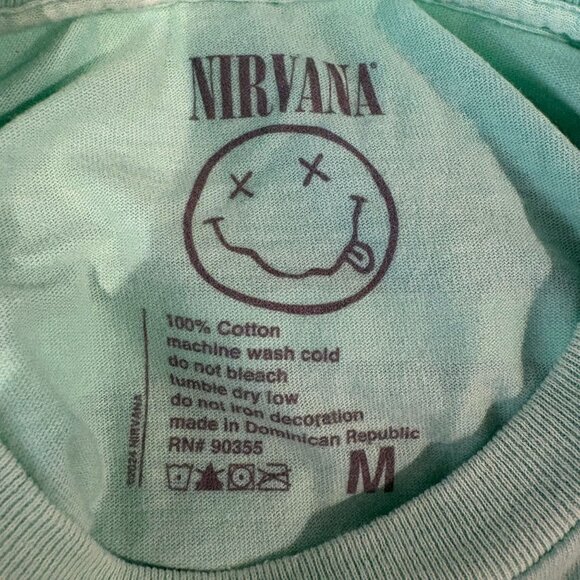 NIRVANA®
100% Cotton
machine wash cold
do not bleach
tumble dry low
do not iron decoration
made in Dominican Republic
RN# 90355
M
©2024 NIRVANA